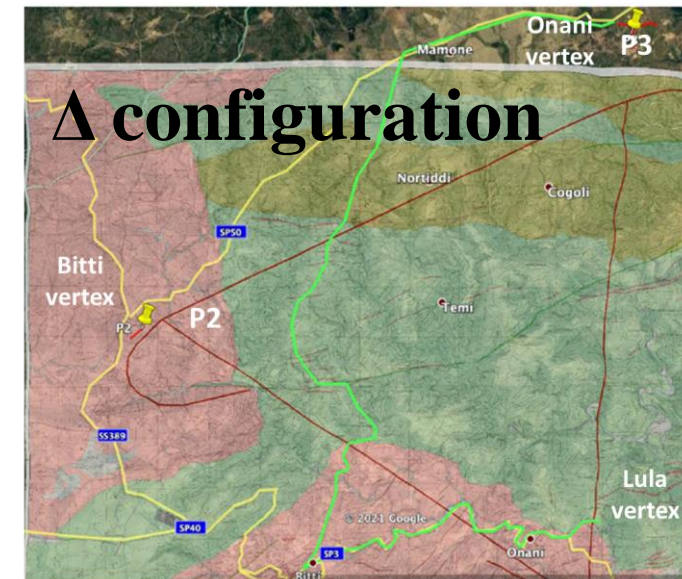 Onani
vertex
P3
Mamone
Δ configuration
Nortiddi
Cogoli
SP50
Bitti
vertex
P2
P2
Temi
SS389
Lula
vertex
© 2021 Google
SP40
SP3
Onani
Bitti